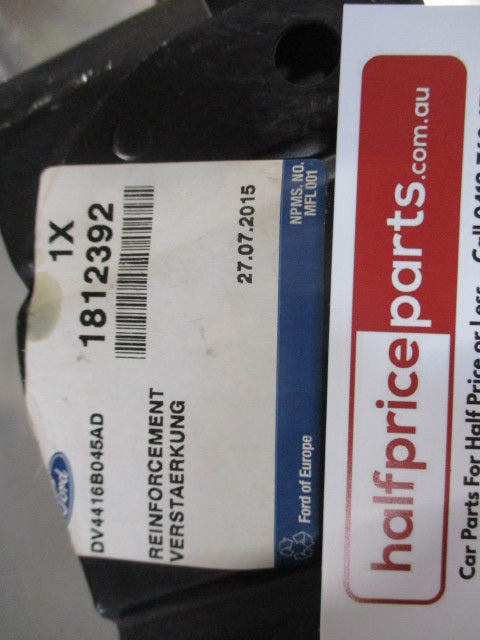 Ford
DV4416B045AD
1X
1812392
REINFORCEMENT
VERSTAERKUNG
27.07.2015
Ford of Europe
NPMS. NO.
MFL001
halfpriceparts.com.au
Car Parts For Half Price or Less